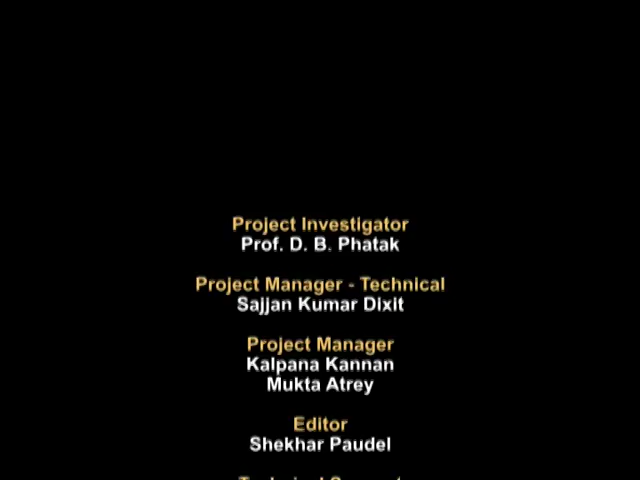 Project Investigator
Prof. D. B. Phatak
Project Manager - Technical
Sajjan Kumar Dixit
Project Manager
Kalpana Kannan
Mukta Atrey
Editor
Shekhar Paudel